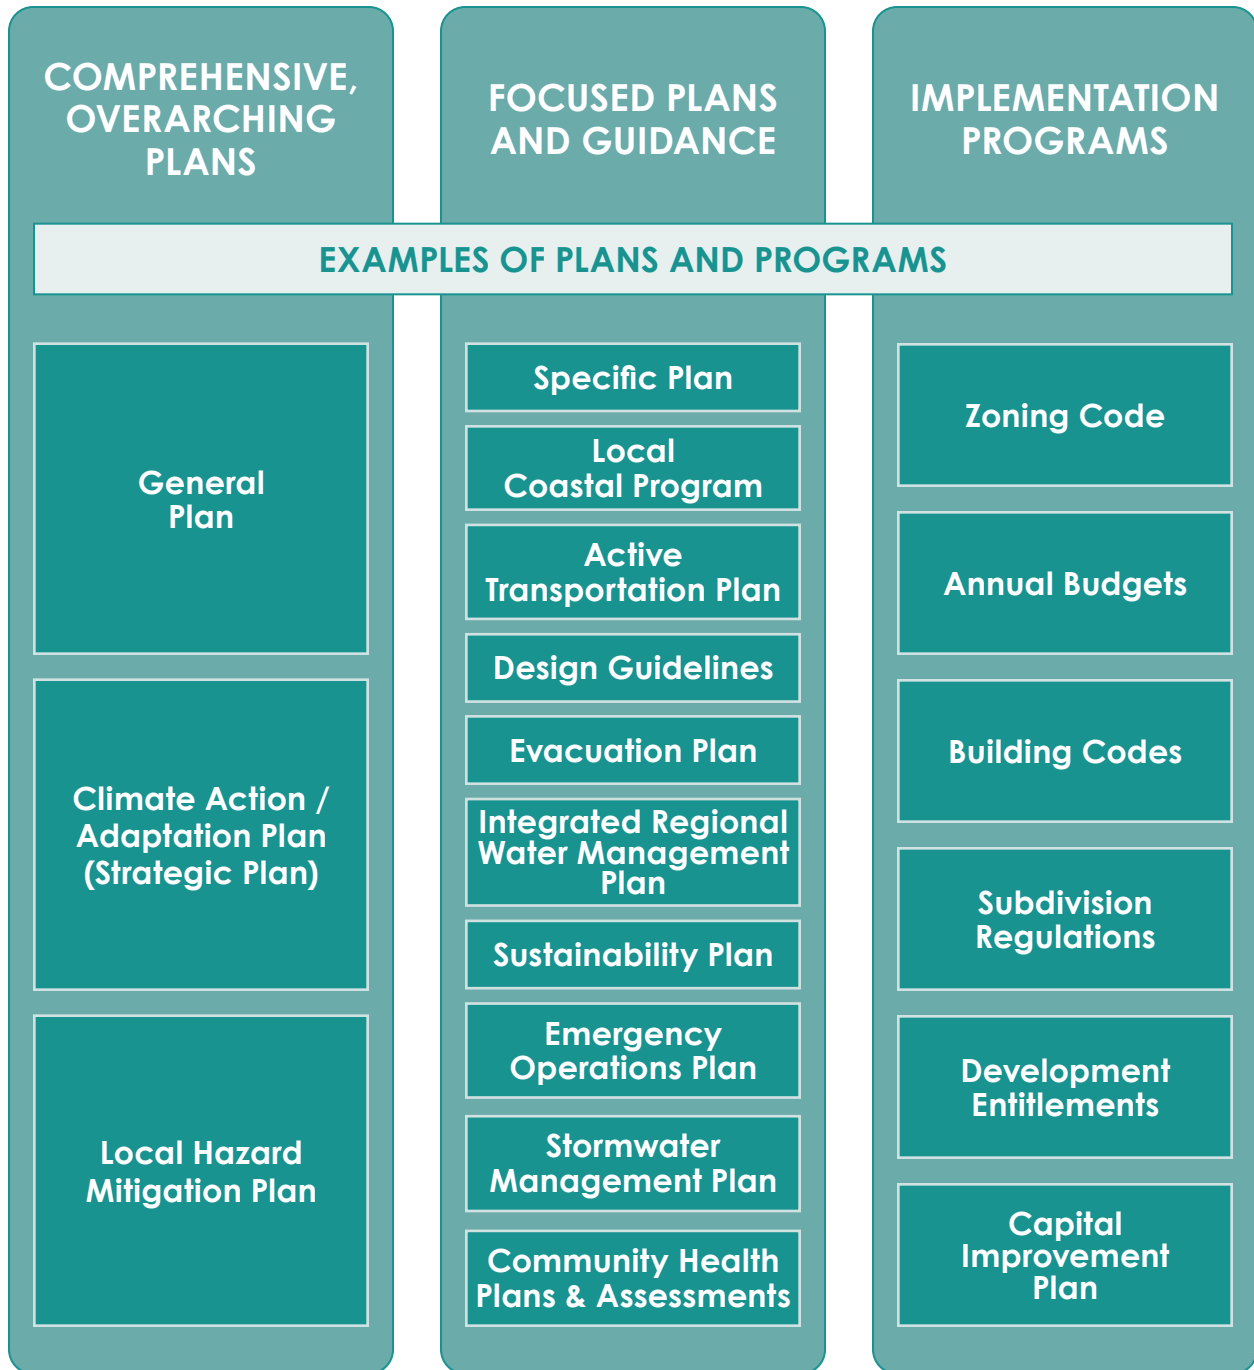 COMPREHENSIVE,
OVERARCHING
PLANS
FOCUSED PLANS
AND GUIDANCE
IMPLEMENTATION
PROGRAMS
EXAMPLES OF PLANS AND PROGRAMS
General
Plan
Climate Action /
Adaptation Plan
(Strategic Plan)
Local Hazard
Mitigation Plan
Specific Plan
Local
Coastal Program
Active
Transportation Plan
Design Guidelines
Evacuation Plan
Integrated Regional
Water Management
Plan
Sustainability Plan
Emergency
Operations Plan
Stormwater
Management Plan
Community Health
Plans & Assessments
Zoning Code
Annual Budgets
Building Codes
Subdivision
Regulations
Development
Entitlements
Capital
Improvement
Plan